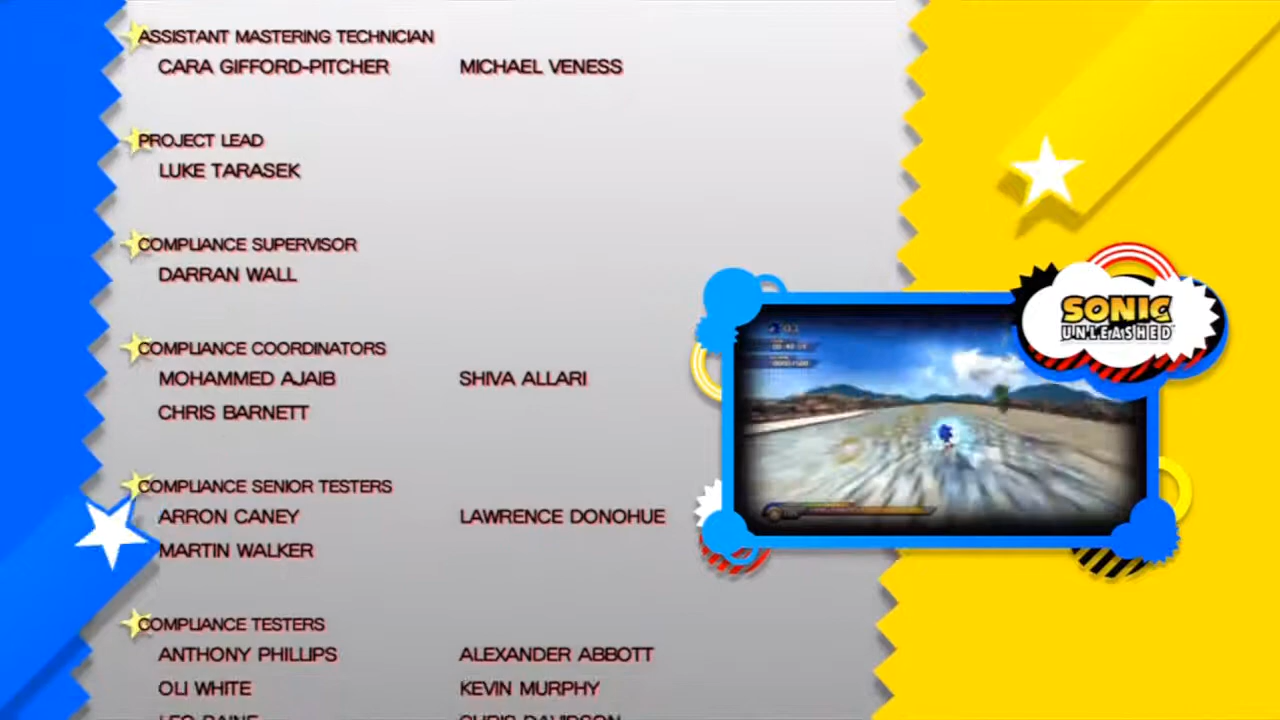 ASSISTANT MASTERING TECHNICIAN
CARA GIFFORD-PITCHER MICHAEL VENESS
PROJECT LEAD
LUKE TARASEK
COMPLIANCE SUPERVISOR
DARRAN WALL
COMPLIANCE COORDINATORS
MOHAMMED AJAIB SHIVA ALLARI
CHRIS BARNETT
COMPLIANCE SENIOR TESTERS
ARRON CANEY LAWRENCE DONOHUE
MARTIN WALKER
COMPLIANCE TESTERS
ANTHONY PHILLIPS ALEXANDER ABBOTT
OLI WHITE KEVIN MURPHY
CHRIS DAVIDSON
SONIC
UNLEASHED